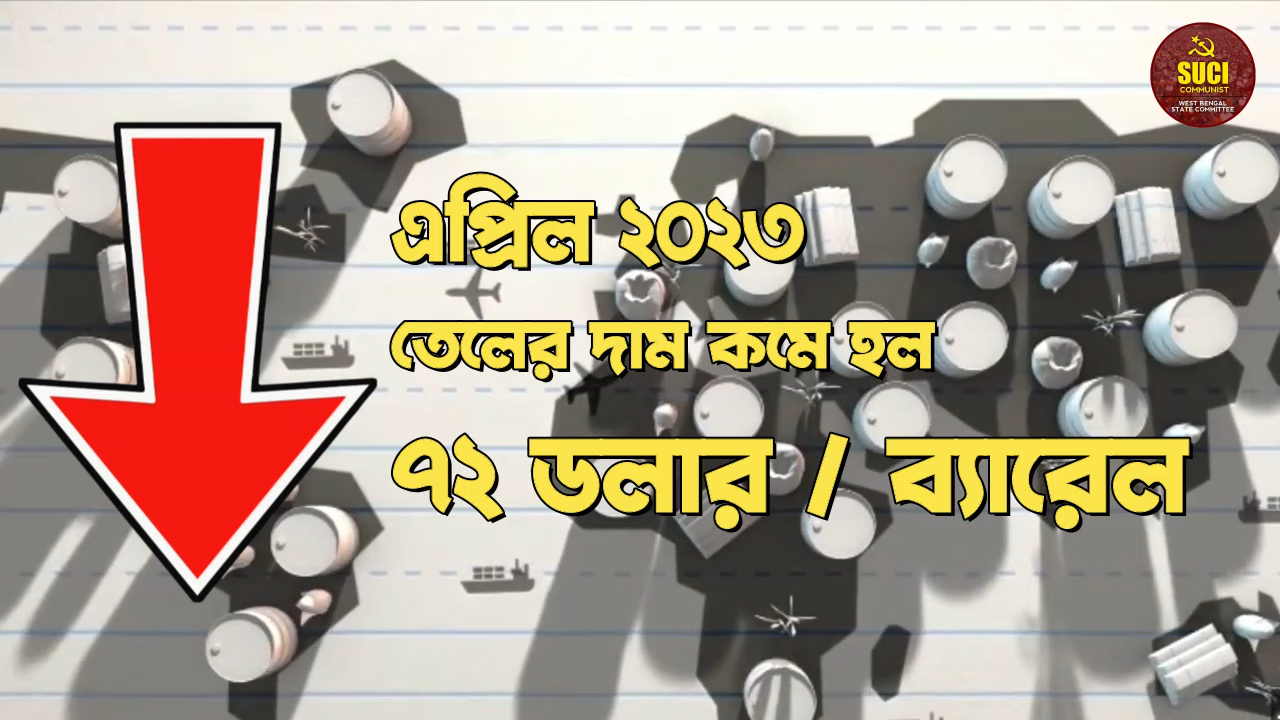 SUCI
COMMUNIST
WEST BENGAL
STATE COMMITTEE
এপ্রিল ২০২৩
তেলের দাম কমে হল
৭২ ডলার / ব্যারেল